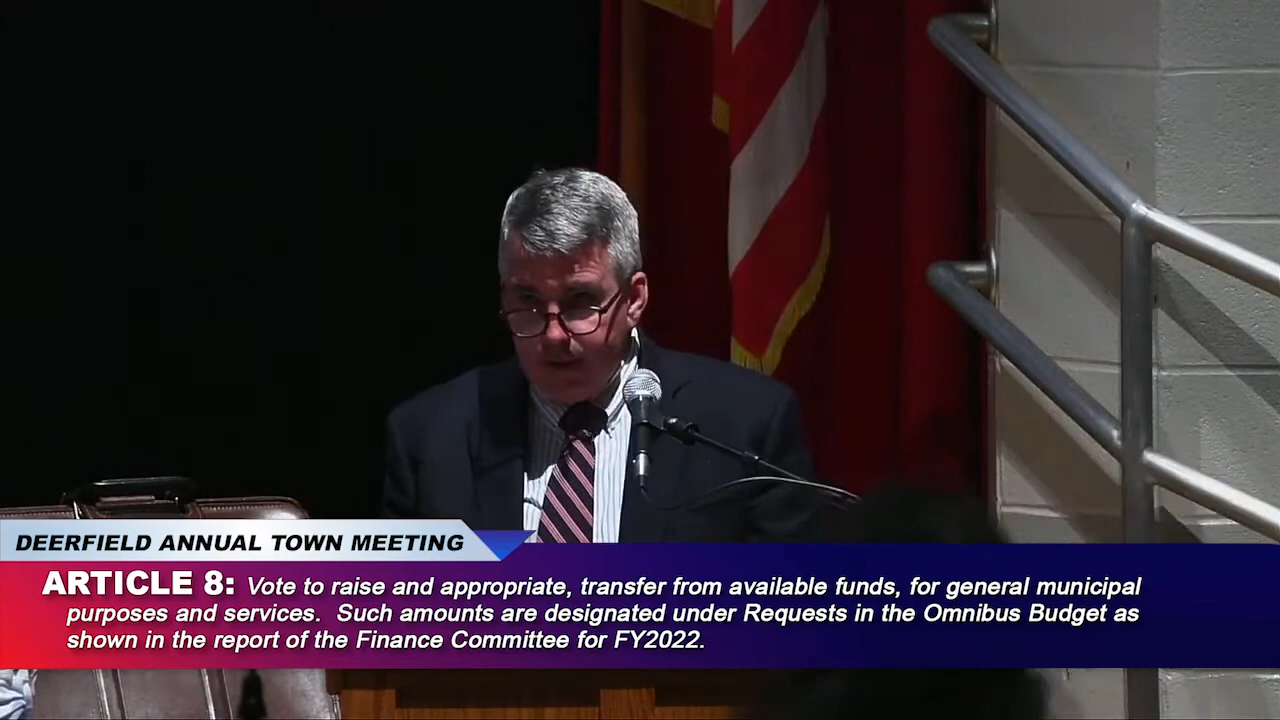 DEERFIELD ANNUAL TOWN MEETING
ARTICLE 8: Vote to raise and appropriate, transfer from available funds, for general municipal
purposes and services. Such amounts are designated under Requests in the Omnibus Budget as
shown in the report of the Finance Committee for FY2022.